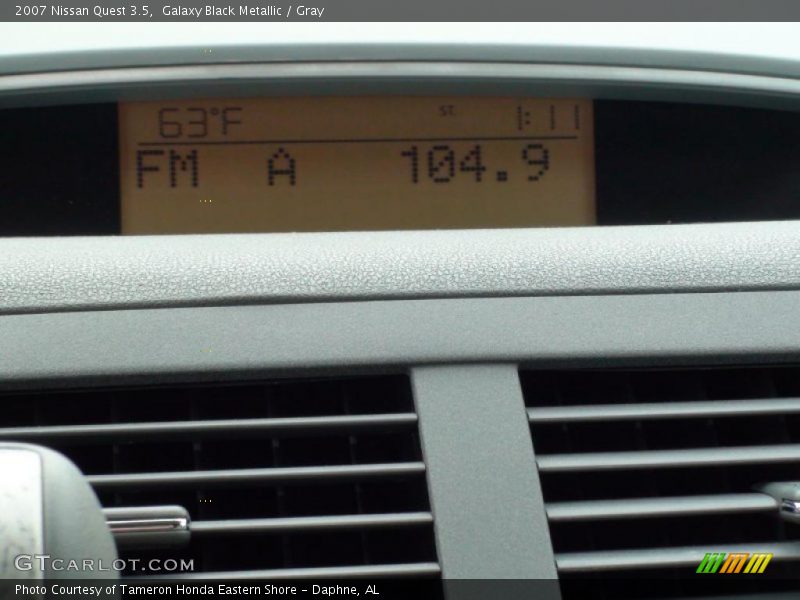 2007 Nissan Quest 3.5,  Galaxy Black Metallic / Gray
63°F ST. 1:11
FM A 104.9
GTCARLOT.COM
Photo Courtesy of Tameron Honda Eastern Shore - Daphne, AL